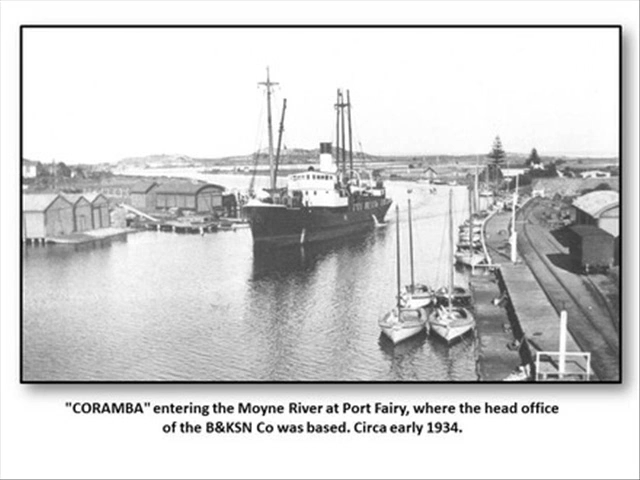 "CORAMBA" entering the Moyne River at Port Fairy, where the head office
of the B&KSN Co was based. Circa early 1934.